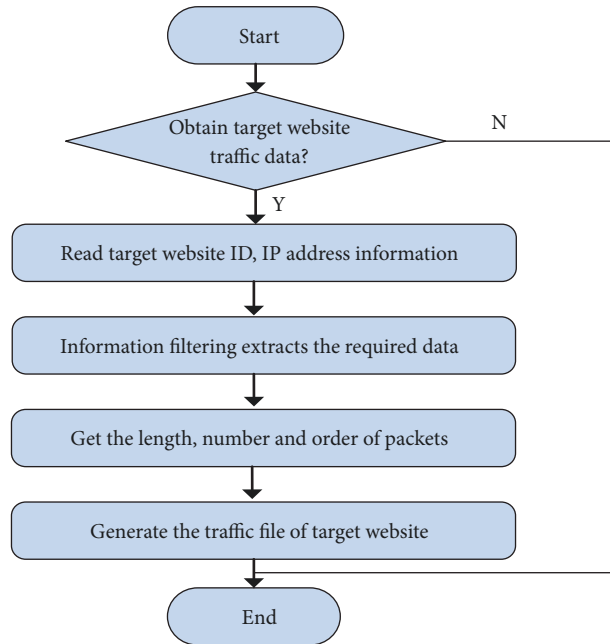 Start
Obtain target website
traffic data?
N
Y
Read target website ID, IP address information
Information filtering extracts the required data
Get the length, number and order of packets
Generate the traffic file of target website
End